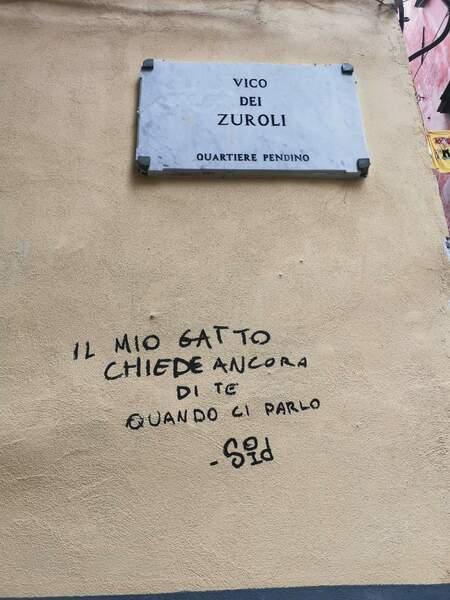 VICO
DEI
ZUROLI
QUARTIERE PENDINO
IL MIO GATTO
CHIEDE ANCORA
DI TE
QUANDO CI PARLO